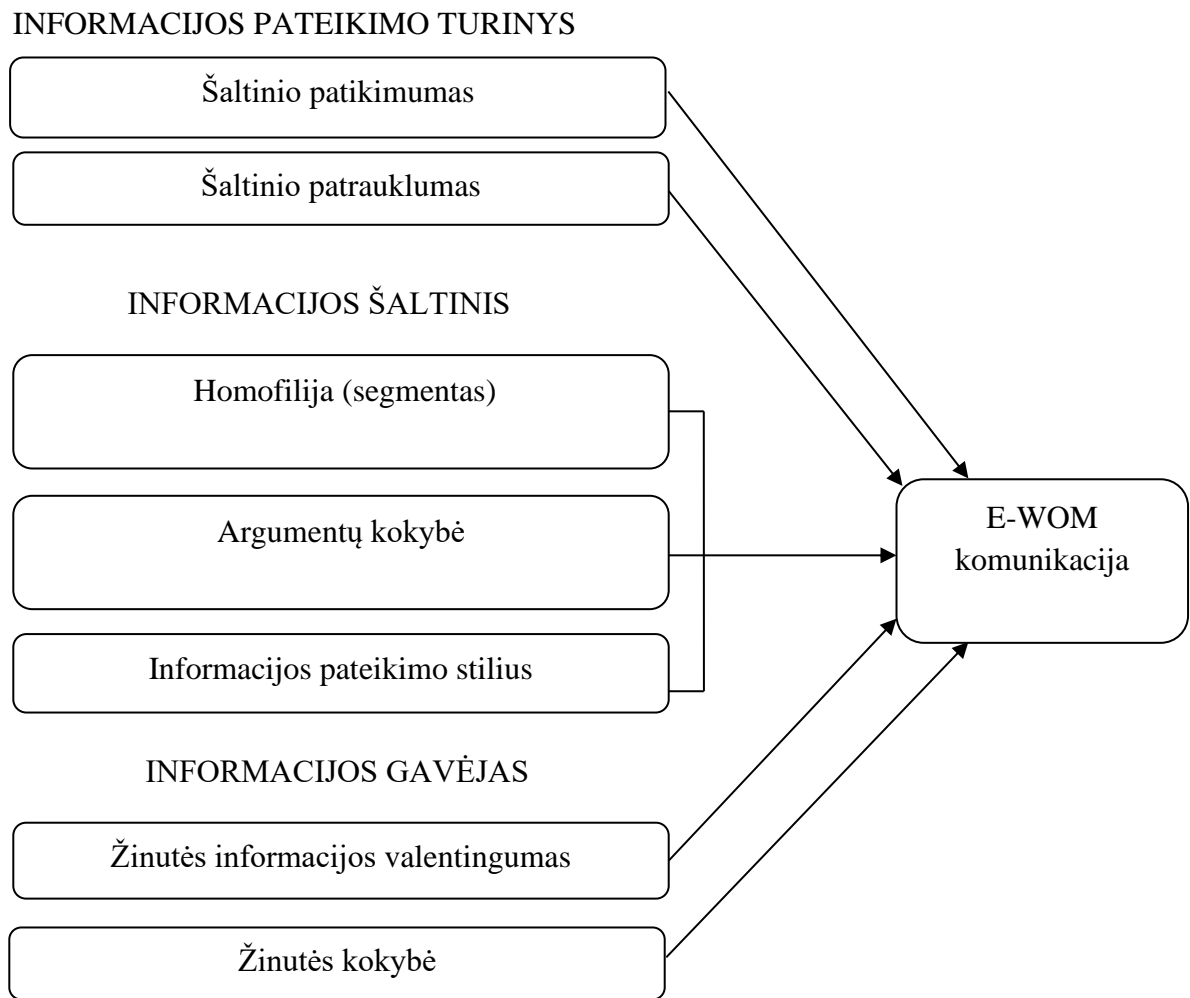 INFORMACIJOS PATEIKIMO TURINYS
Šaltinio patikimumas
Šaltinio patrauklumas
INFORMACIJOS ŠALTINIS
Homofilija (segmentas)
Argumentų kokybė
Informacijos pateikimo stilius
INFORMACIJOS GAVĖJAS
Žinutės informacijos valentingumas
Žinutės kokybė
E-WOM
komunikacija